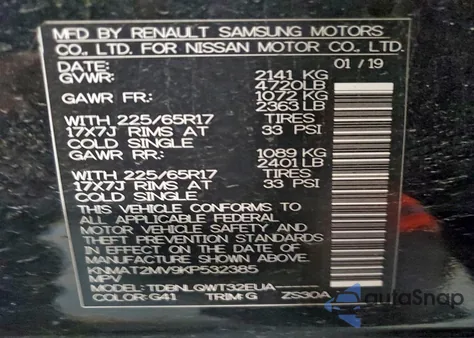 MFD BY RENAULT SAMSUNG MOTORS
CO., LTD. FOR NISSAN MOTOR CO., LTD.
DATE: 01 / 19
GVWR: 2141 KG
4720LB
GAWR FR.: 1072 KG
2363LB
WITH 225/65R17 TIRES
17X7J RIMS AT 33 PSI
COLD SINGLE
GAWR RR.: 1089 KG
2401LB
WITH 225/65R17 TIRES
17X7J RIMS AT 33 PSI
COLD SINGLE
THIS VEHICLE CONFORMS TO
ALL APPLICABLE FEDERAL
MOTOR VEHICLE SAFETY AND
THEFT PREVENTION STANDARDS
IN EFFECT ON THE DATE OF
MANUFACTURE SHOWN ABOVE.
KNMAT2MV9KP532385
MPV
MODEL: TDBNLQWT32EUA-----
COLOR: G41 TRIM: G ZS30A
autaSnap